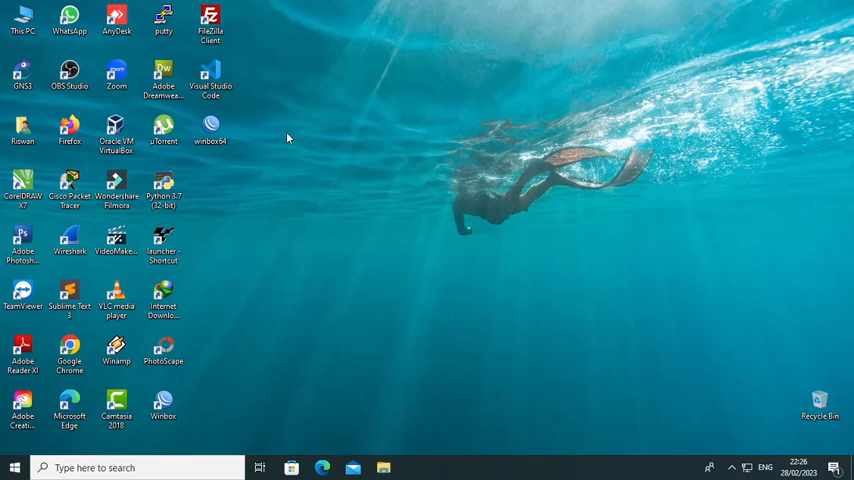 This PC
WhatsApp
AnyDesk
putty
FileZilla
Client
GNS3
OBS Studio
Zoom
Adobe
Dreamwea...
Visual Studio
Code
Riswan
Firefox
Oracle VM
VirtualBox
µTorrent
winbox64
CorelDRAW
X7
Cisco Packet
Tracer
Wondershare
Filmora
Python 3.7
(32-bit)
Adobe
Photosh...
Wireshark
VideoMake...
launcher -
Shortcut
TeamViewer
Sublime Text
3
VLC media
player
Internet
Downlo...
Adobe
Reader XI
Google
Chrome
Winamp
PhotoScape
Adobe
Creati...
Microsoft
Edge
Camtasia
2018
Winbox
Recycle Bin
Type here to search
ENG
22:26
28/02/2023